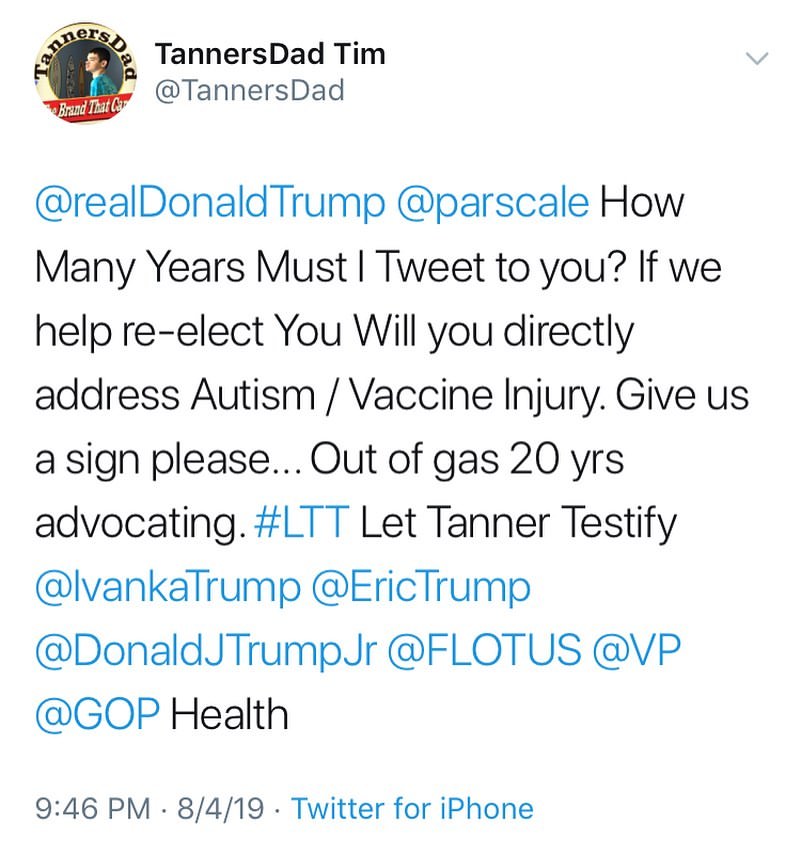 TannersDad
Brand That Ca
TannersDad Tim
@TannersDad
@realDonaldTrump @parscale How
Many Years Must I Tweet to you? If we
help re-elect You Will you directly
address Autism / Vaccine Injury. Give us
a sign please... Out of gas 20 yrs
advocating. #LTT Let Tanner Testify
@IvankaTrump @EricTrump
@DonaldJTrumpJr @FLOTUS @VP
@GOP Health
9:46 PM · 8/4/19 · Twitter for iPhone